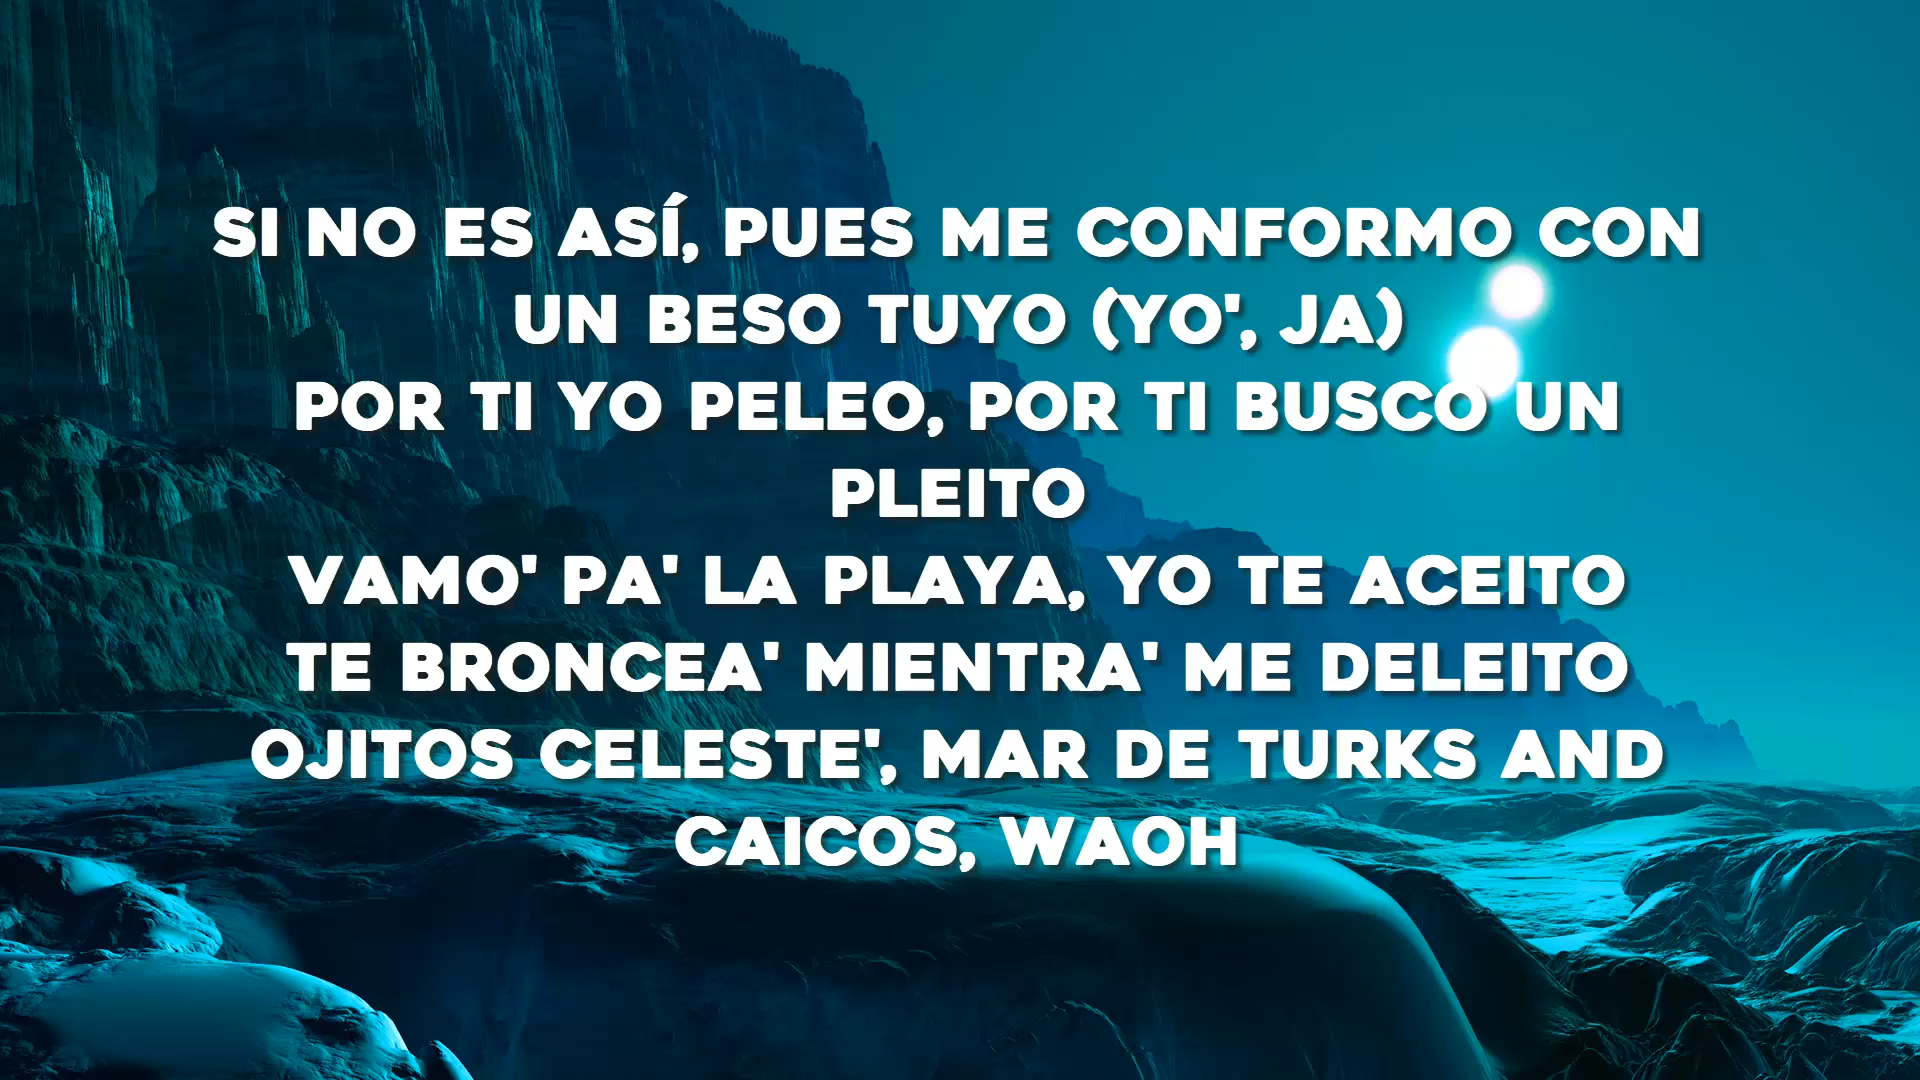 SI NO ES ASÍ, PUES ME CONFORMO CON
UN BESO TUYO (YO', JA)
POR TI YO PELEO, POR TI BUSCO UN
PLEITO
VAMO' PA' LA PLAYA, YO TE ACEITO
TE BRONCEA' MIENTRA' ME DELEITO
OJITOS CELESTE', MAR DE TURKS AND
CAICOS, WAOH